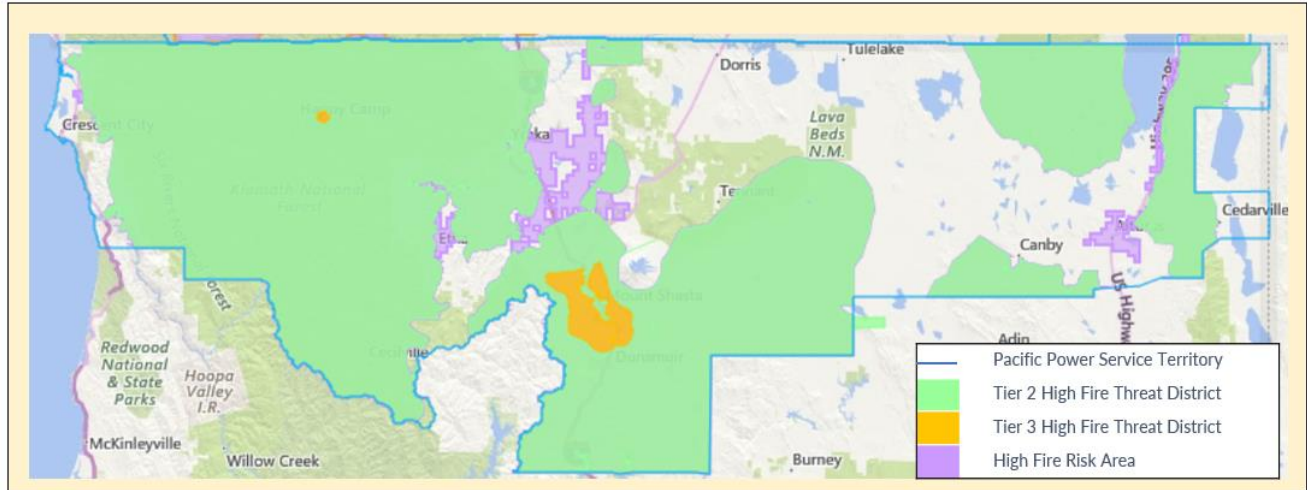 Dorris
Tulelake
Happy Camp
Crescent City
Lava
Beds
N.M.
Klamath National
Forest
Cedarville
Canby
Mount Shasta
US Highw
Adin
Dunsmuir
Redwood
National
& State
Parks
Hoopa
Valley
I.R.
McKinleyville
Willow Creek
Burney
Pacific Power Service Territory
Tier 2 High Fire Threat District
Tier 3 High Fire Threat District
High Fire Risk Area